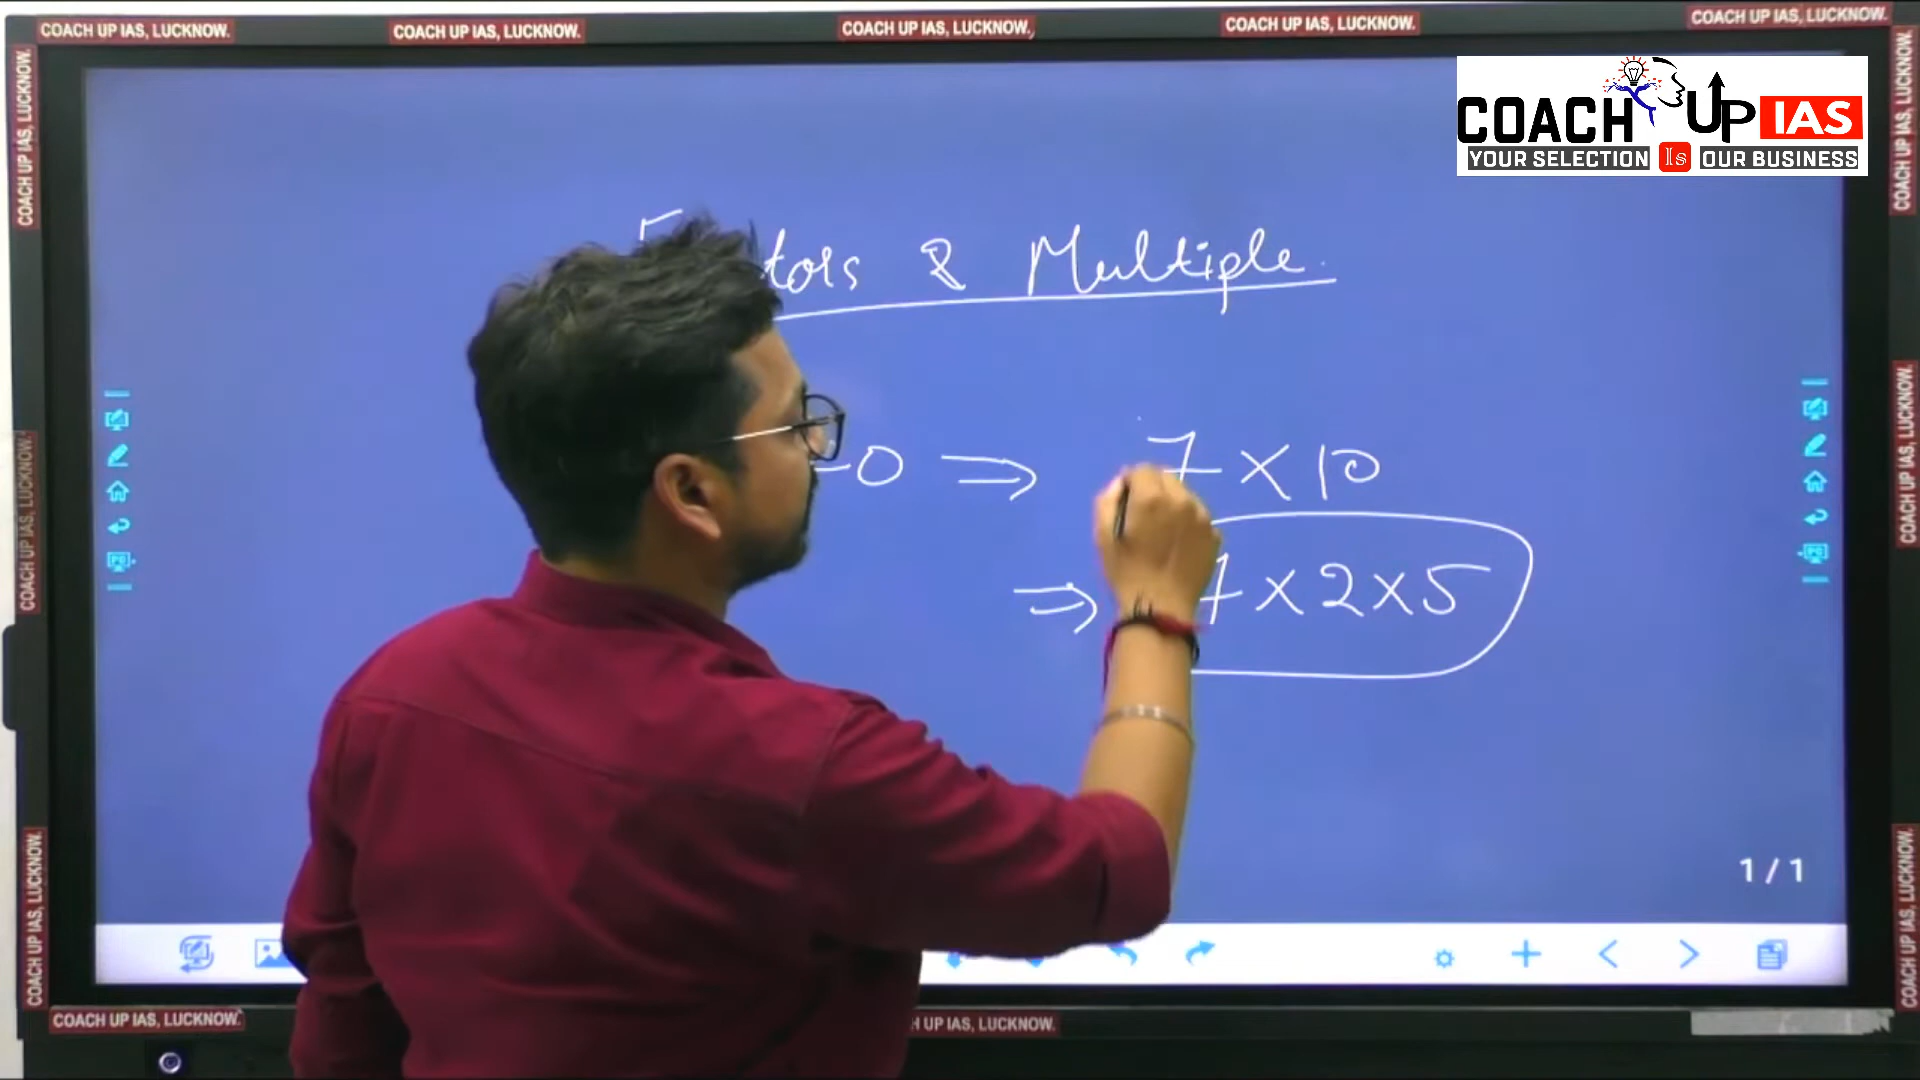 COACH UP IAS, LUCKNOW. COACH UP IAS, LUCKNOW. COACH UP IAS, LUCKNOW. COACH UP IAS, LUCKNOW. COACH UP IAS, LUCKNOW.
COACH UP IAS
YOUR SELECTION Is OUR BUSINESS
& Multiple.
⇒ 7 × 10
⇒ 7 × 2 × 5
1 / 1
COACH UP IAS, LUCKNOW.
COACH UP IAS, LUCKNOW.
COACH UP IAS, LUCKNOW.
COACH UP IAS, LUCKNOW.
COACH UP IAS, LUCKNOW.
COACH UP IAS, LUCKNOW.
COACH UP IAS, LUCKNOW. UP IAS, LUCKNOW.